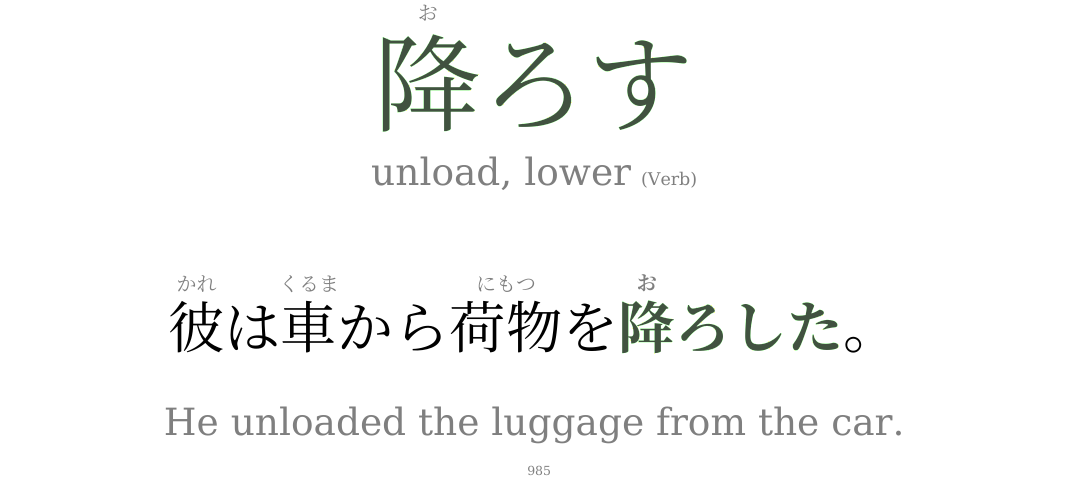 お
降ろす
unload, lower (Verb)
かれ くるま にもつ お
彼は車から荷物を降ろした。
He unloaded the luggage from the car.
985